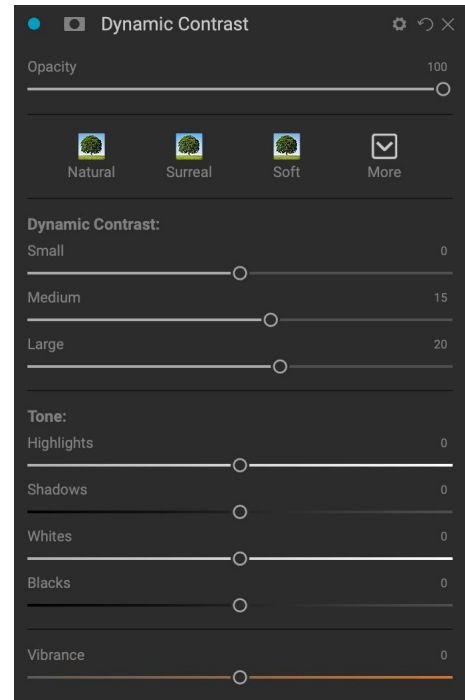 Dynamic Contrast
Opacity 100
Natural Surreal Soft More
Dynamic Contrast:
Small 0
Medium 15
Large 20
Tone:
Highlights 0
Shadows 0
Whites 0
Blacks 0
Vibrance 0